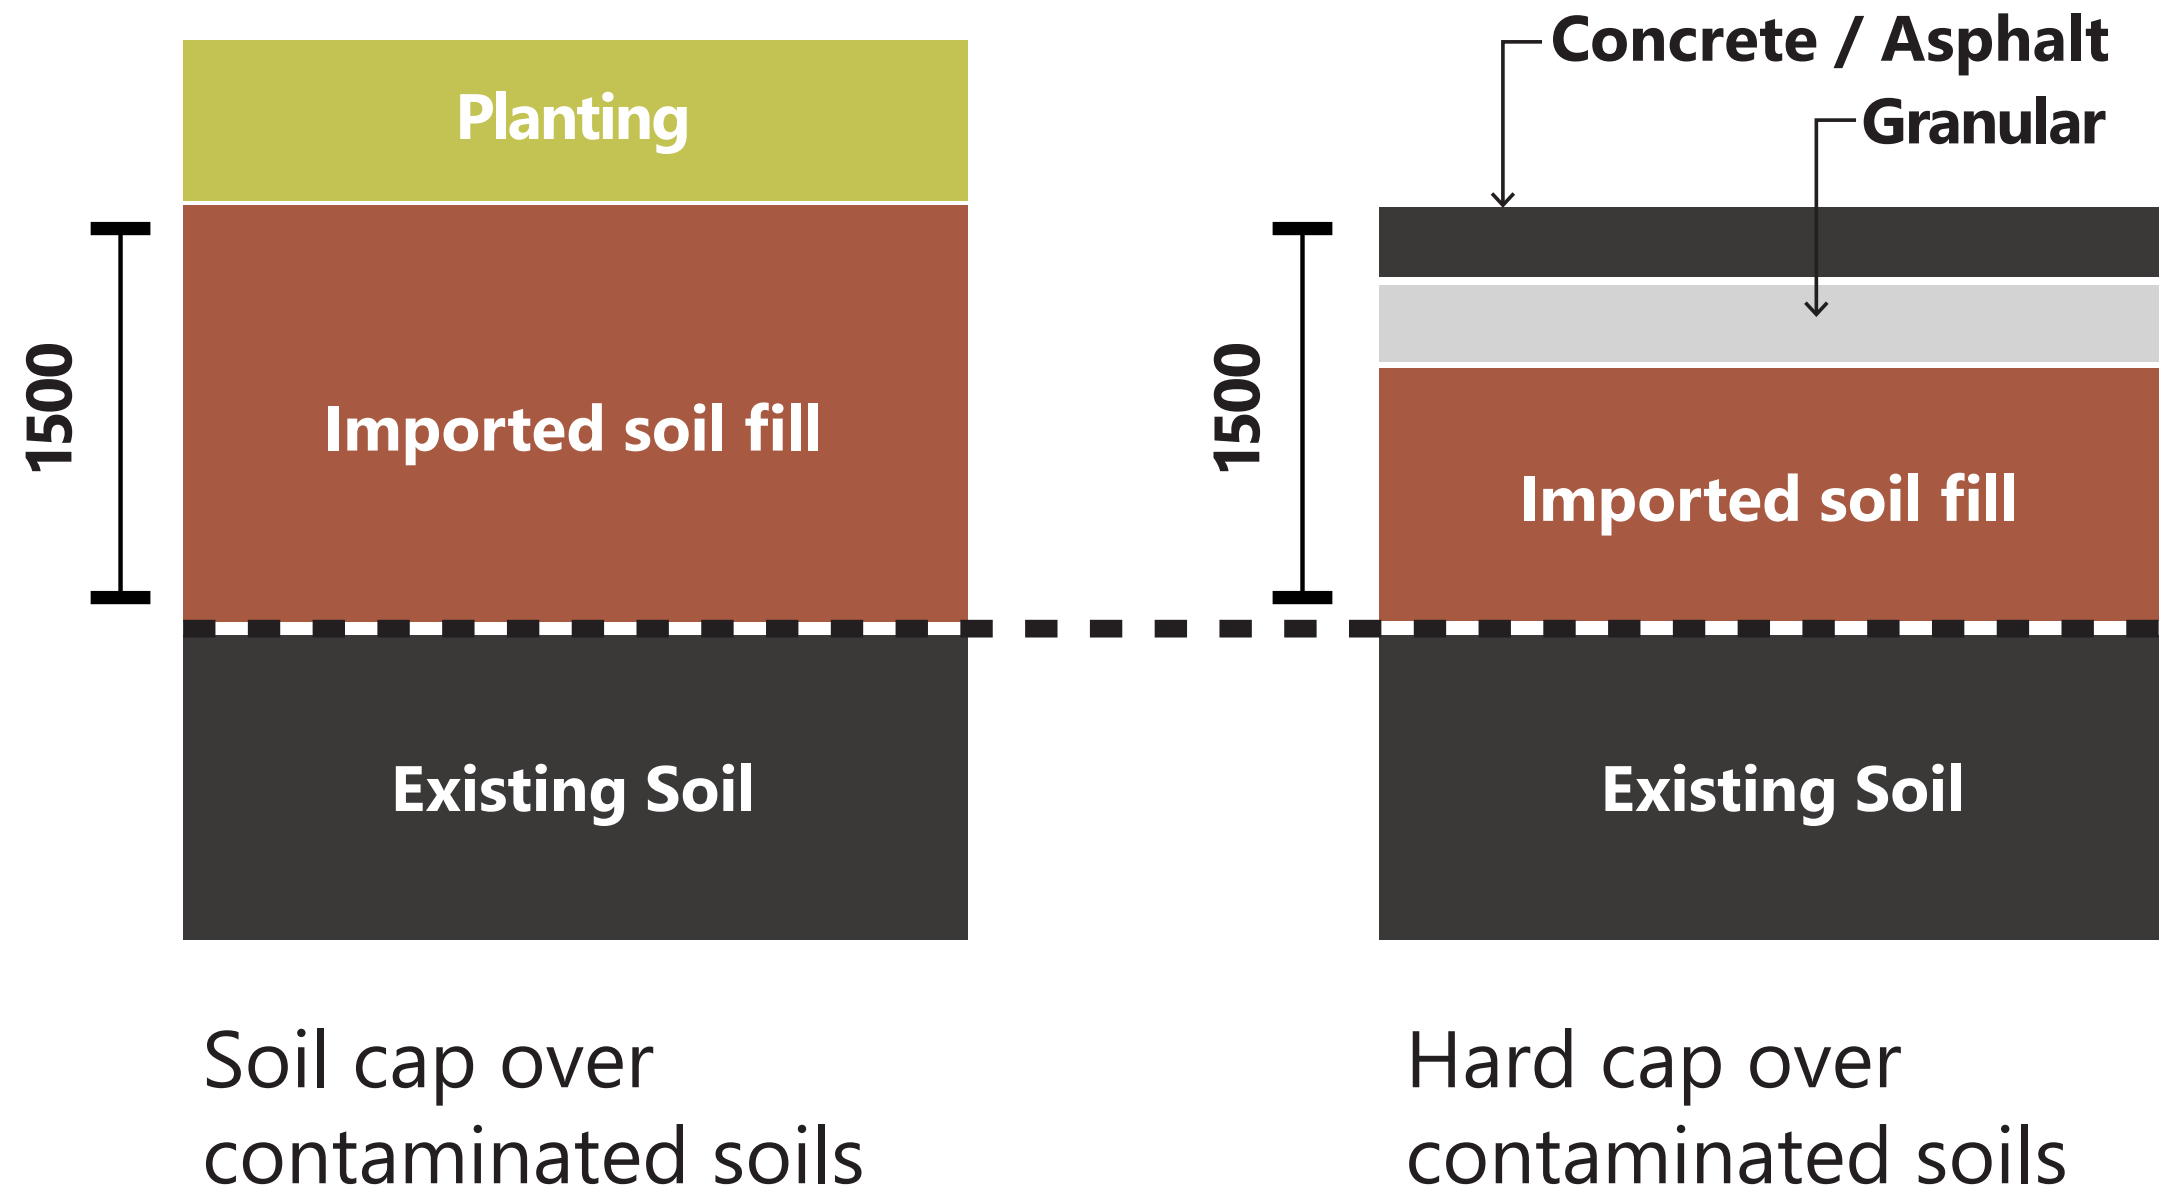 Planting
1500
Imported soil fill
Existing Soil
Soil cap over
contaminated soils
Concrete / Asphalt
Granular
1500
Imported soil fill
Existing Soil
Hard cap over
contaminated soils